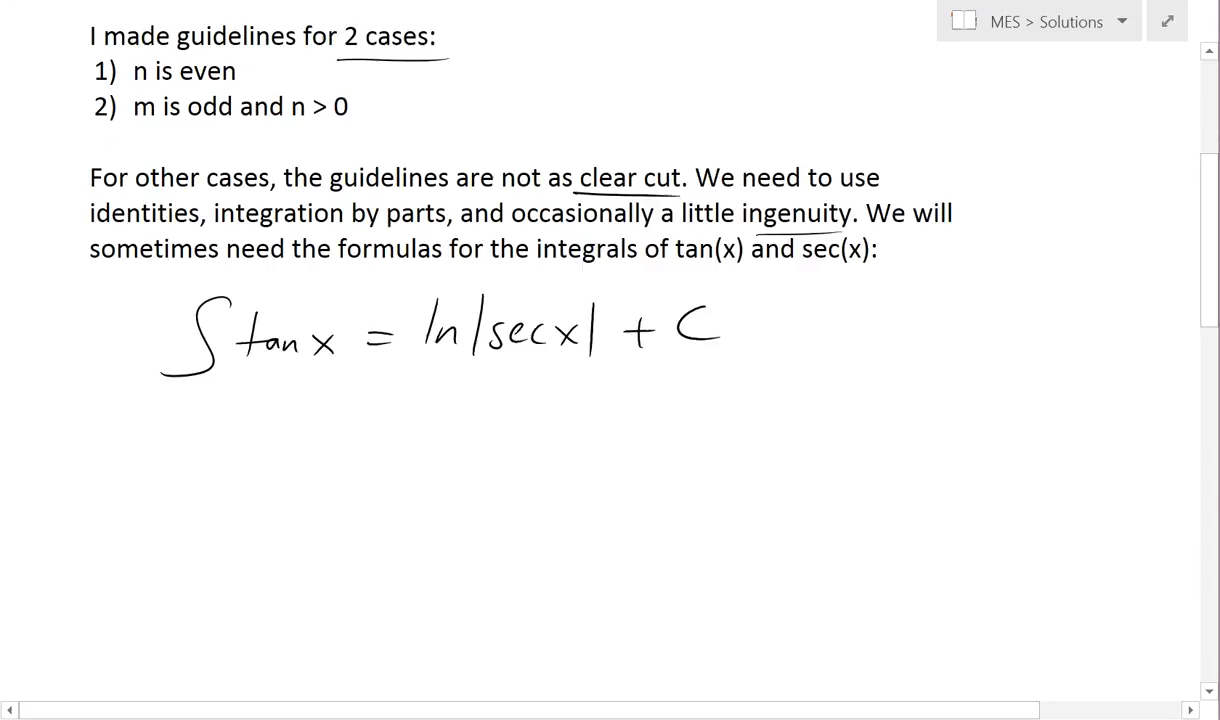 MES > Solutions
I made guidelines for 2 cases:
1) n is even
2) m is odd and n > 0
For other cases, the guidelines are not as clear cut. We need to use
identities, integration by parts, and occasionally a little ingenuity. We will
sometimes need the formulas for the integrals of tan(x) and sec(x):
∫ tan x = ln|sec x| + C